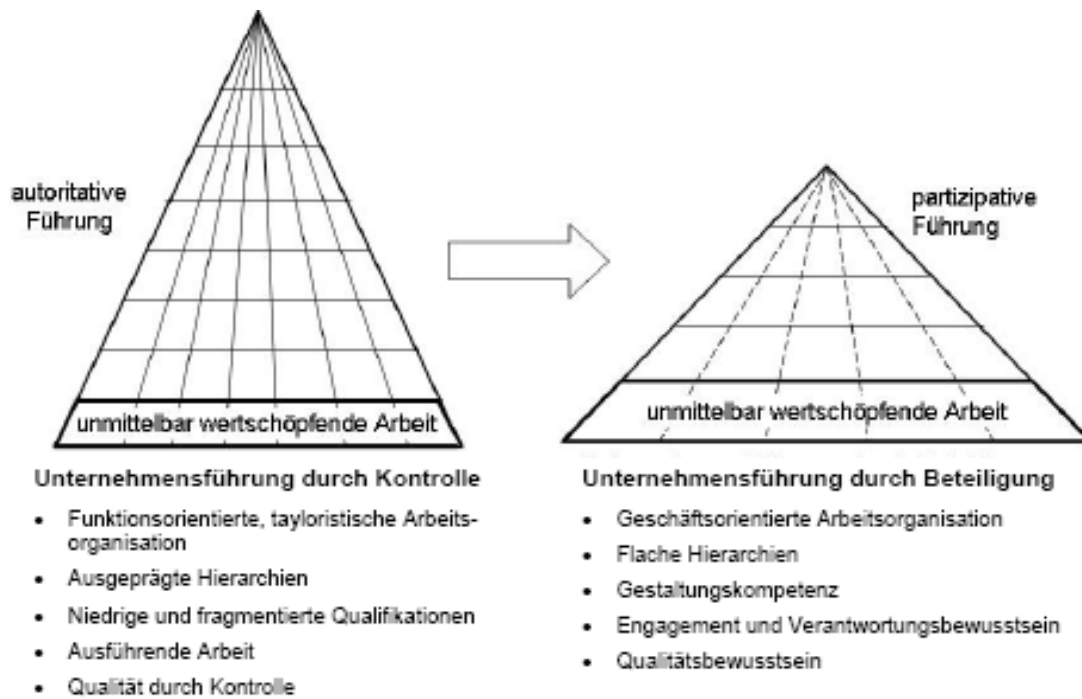 autoritative
Führung
partizipative
Führung
unmittelbar wertschöpfende Arbeit
unmittelbar wertschöpfende Arbeit
Unternehmensführung durch Kontrolle
• Funktionsorientierte, tayloristische Arbeits-
organisation
• Ausgeprägte Hierarchien
• Niedrige und fragmentierte Qualifikationen
• Ausführende Arbeit
• Qualität durch Kontrolle
Unternehmensführung durch Beteiligung
• Geschäftsorientierte Arbeitsorganisation
• Flache Hierarchien
• Gestaltungskompetenz
• Engagement und Verantwortungsbewusstsein
• Qualitätsbewusstsein